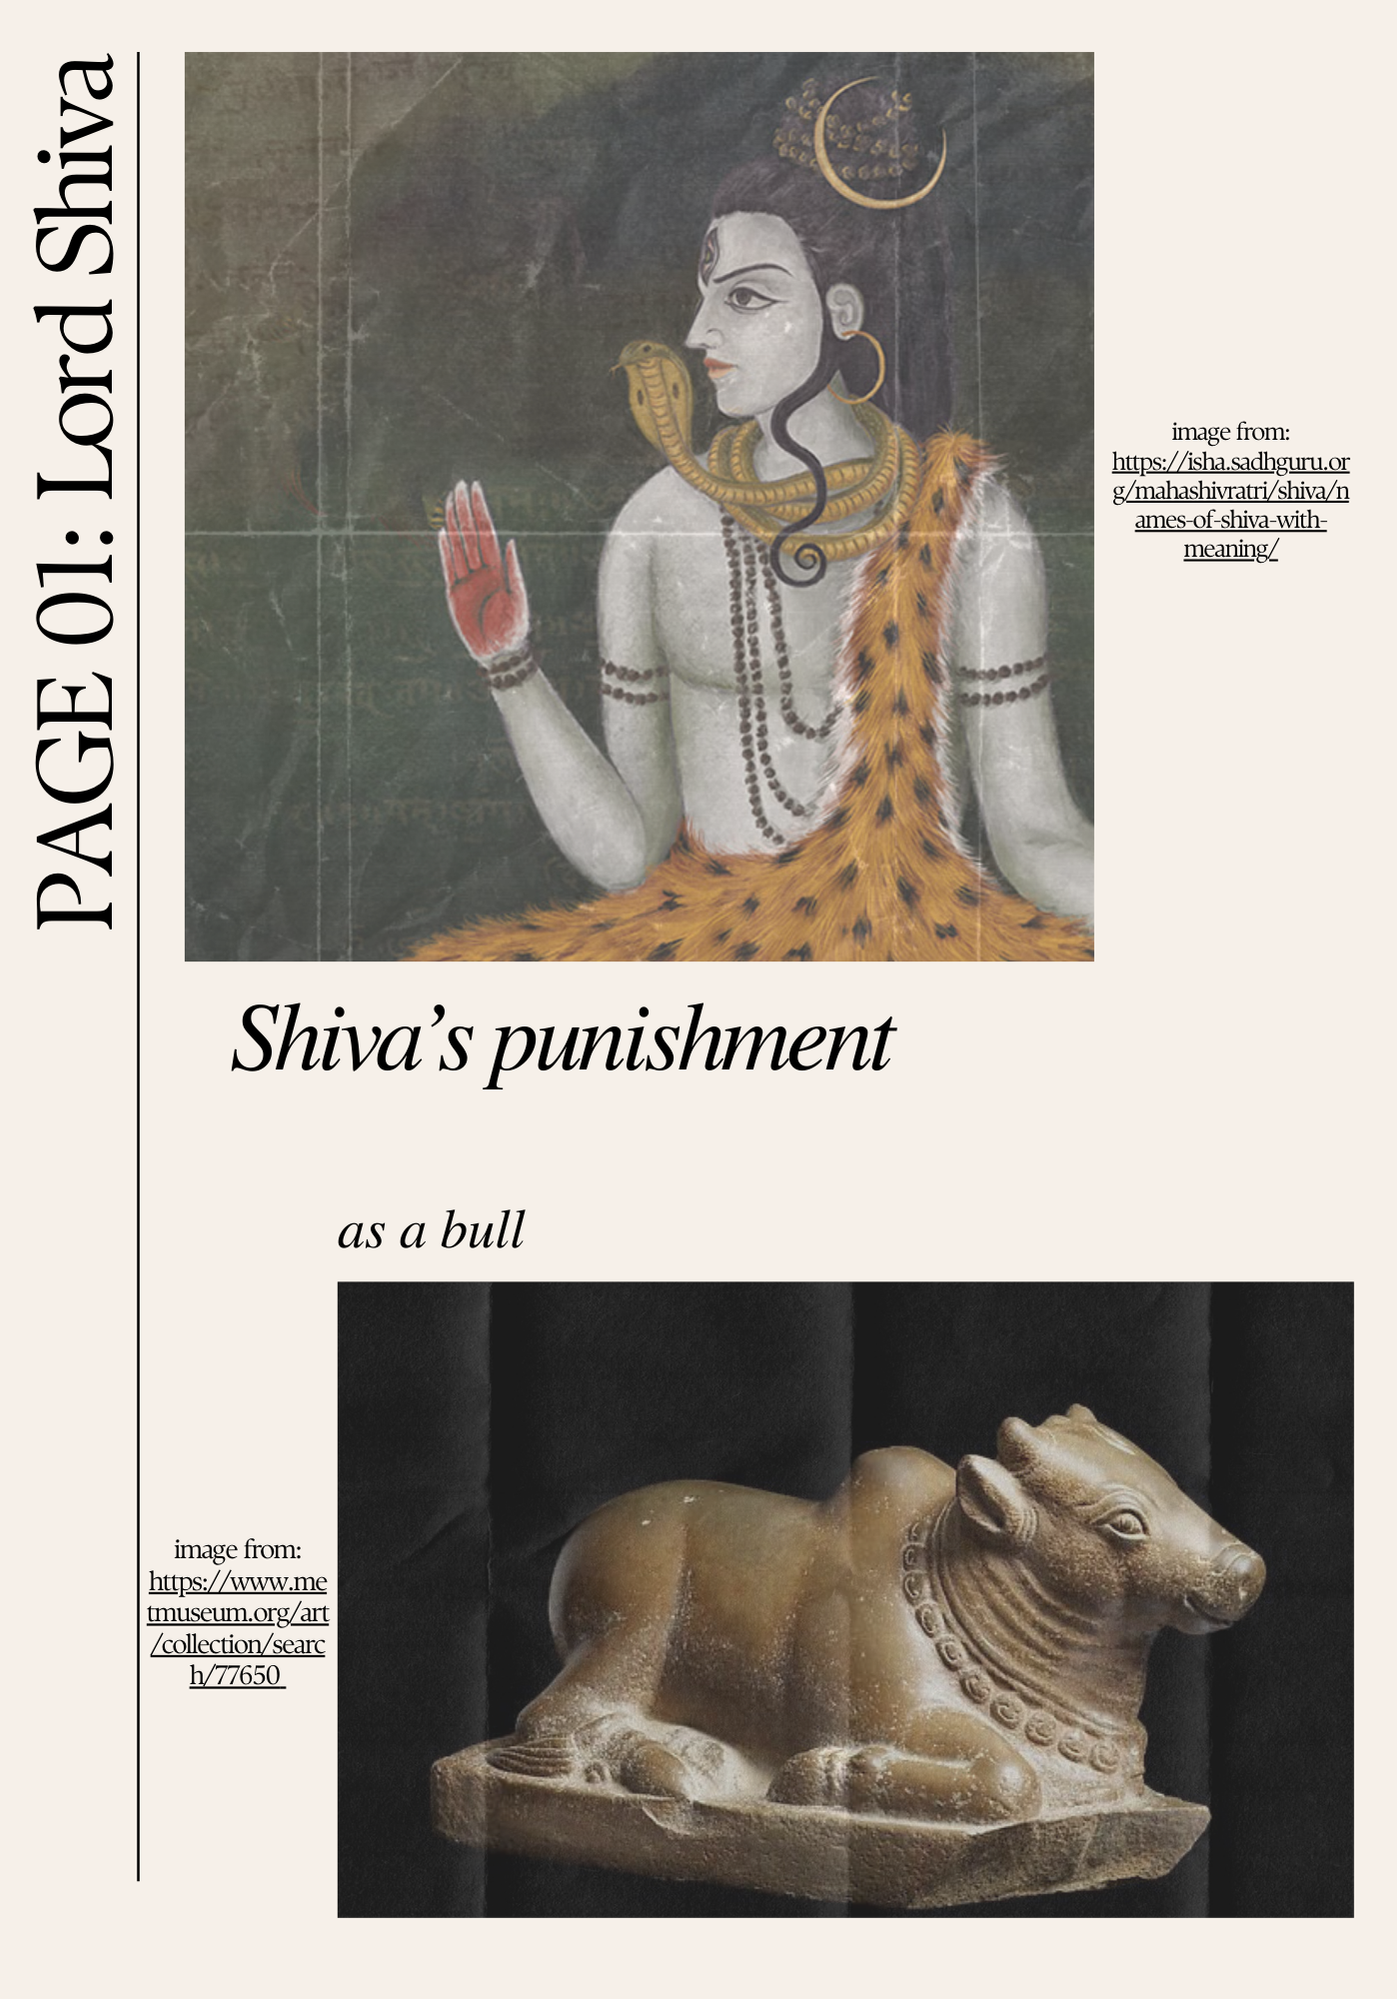 PAGE 01: Lord Shiva
image from:
https://isha.sadhguru.or
g/mahashivratri/shiva/n
ames-of-shiva-with-
meaning/
Shiva’s punishment
as a bull
image from:
https://www.me
tmuseum.org/art
/collection/searc
h/77650